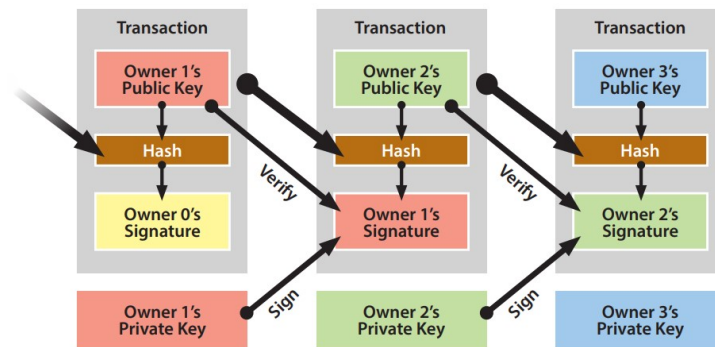 Transaction
Owner 1's
Public Key
Hash
Owner 0's
Signature
Owner 1's
Private Key
Verify
Sign
Transaction
Owner 2's
Public Key
Hash
Owner 1's
Signature
Owner 2's
Private Key
Verify
Sign
Transaction
Owner 3's
Public Key
Hash
Owner 2's
Signature
Owner 3's
Private Key